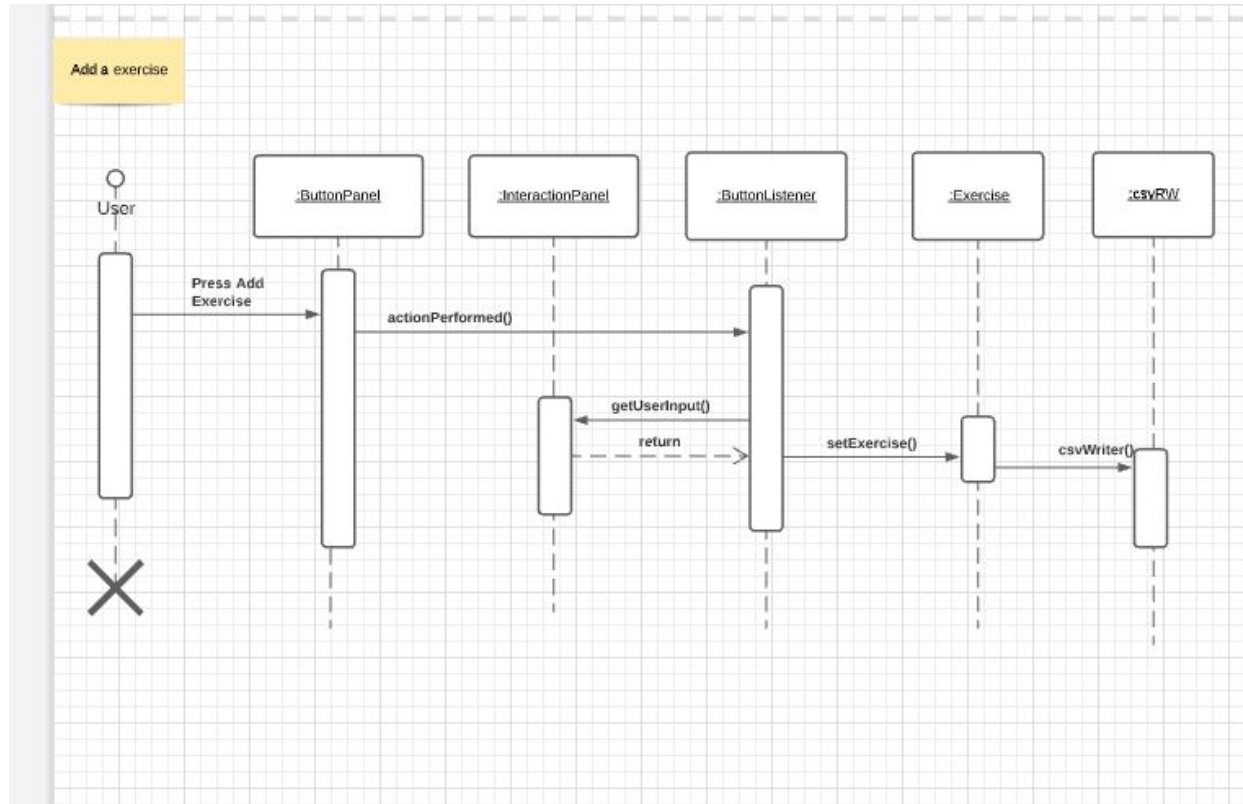 Add a exercise
User
:ButtonPanel
:InteractionPanel
:ButtonListener
:Exercise
:csvRW
Press Add
Exercise
actionPerformed()
getUserInput()
return
setExercise()
csvWriter()